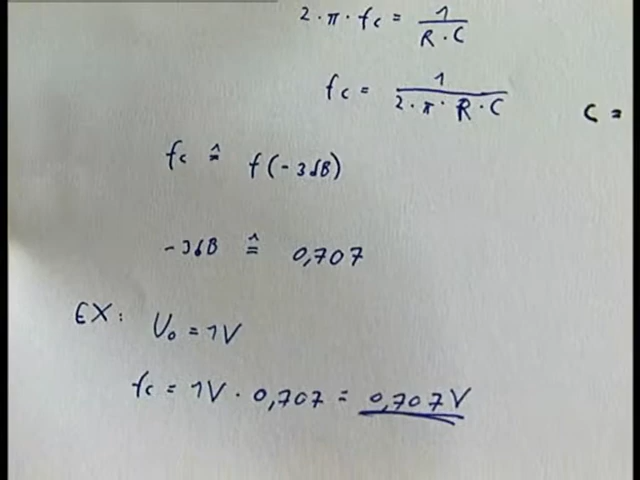 2 · π · fc = 1 / R · C
fc = 1 / 2 · π · R · C
C =
fc ≙ f(-3dB)
-3dB ≙ 0,707
EX: U₀ = 1V
fc = 1V · 0,707 = 0,707V